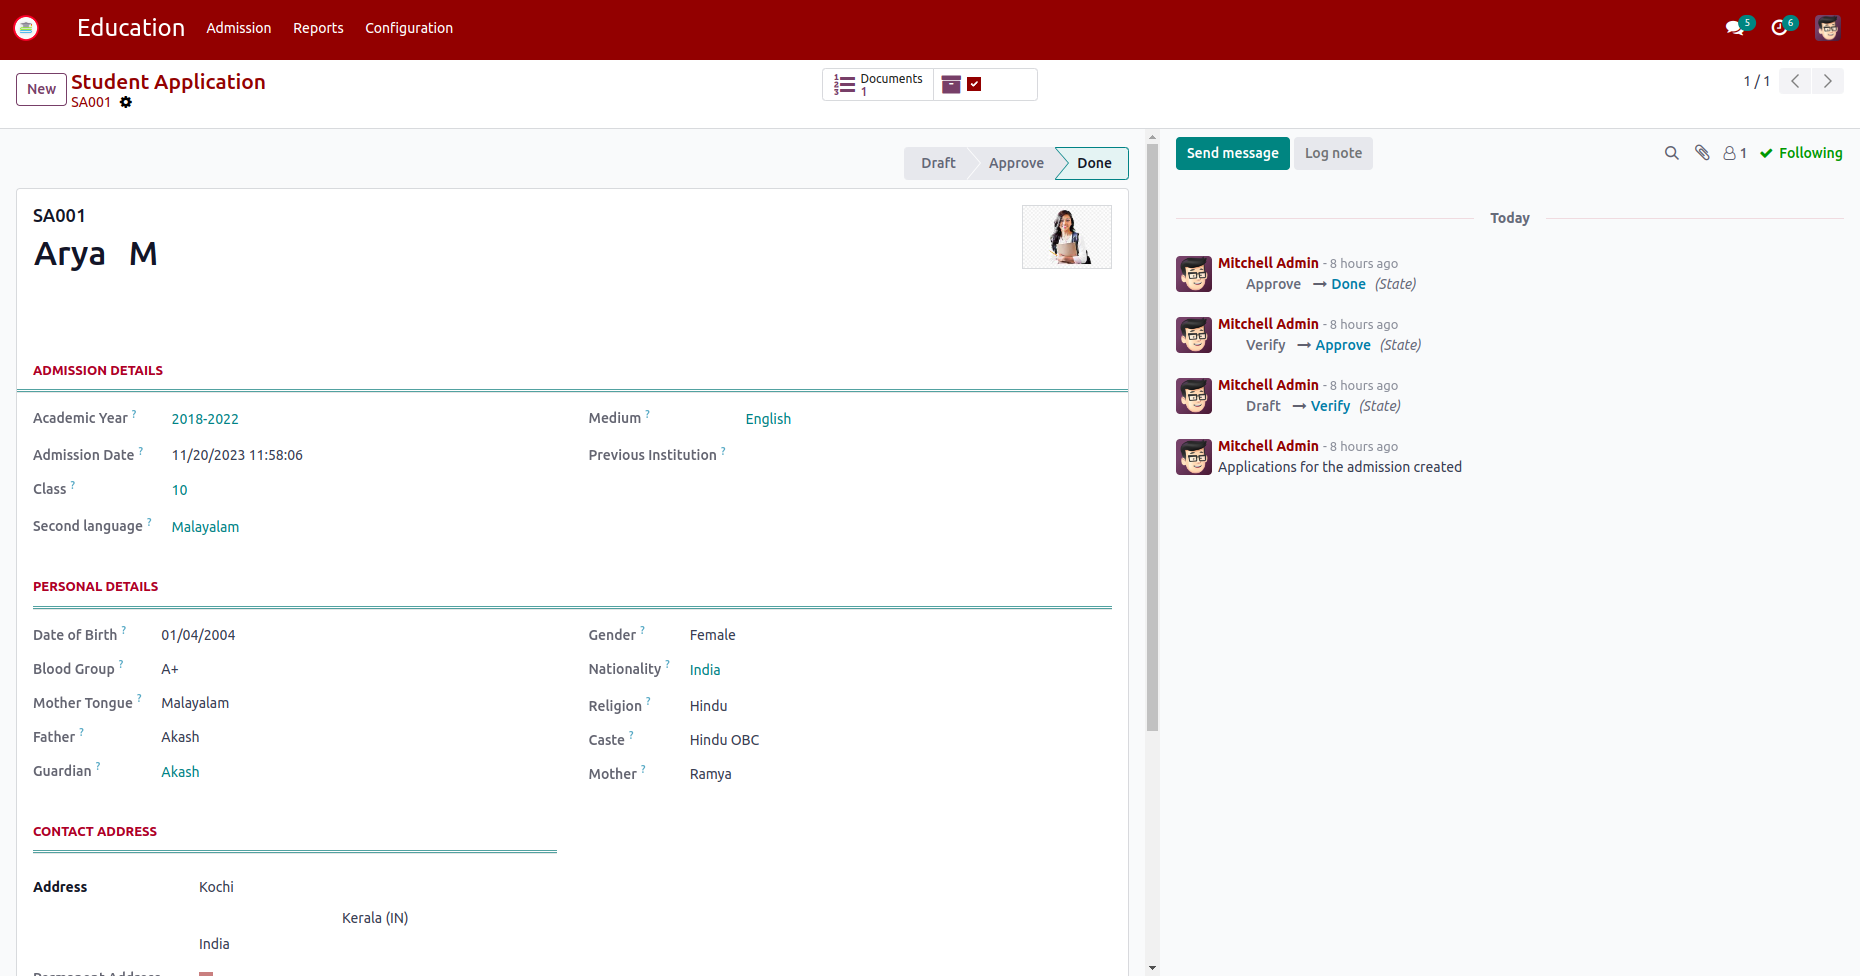 Education Admission Reports Configuration 5 6
New Student Application
SA001
Documents
1
1 / 1
Draft Approve Done
SA001
Arya M
ADMISSION DETAILS
Academic Year ? 2018-2022
Medium ? English
Admission Date ? 11/20/2023 11:58:06
Previous Institution ?
Class ? 10
Second language ? Malayalam
PERSONAL DETAILS
Date of Birth ? 01/04/2004
Gender ? Female
Blood Group ? A+
Nationality ? India
Mother Tongue ? Malayalam
Religion ? Hindu
Father ? Akash
Caste ? Hindu OBC
Guardian ? Akash
Mother ? Ramya
CONTACT ADDRESS
Address Kochi
Kerala (IN)
India
Permanent Address
Send message Log note 1 Following
Today
Mitchell Admin - 8 hours ago
Approve → Done (State)
Mitchell Admin - 8 hours ago
Verify → Approve (State)
Mitchell Admin - 8 hours ago
Draft → Verify (State)
Mitchell Admin - 8 hours ago
Applications for the admission created